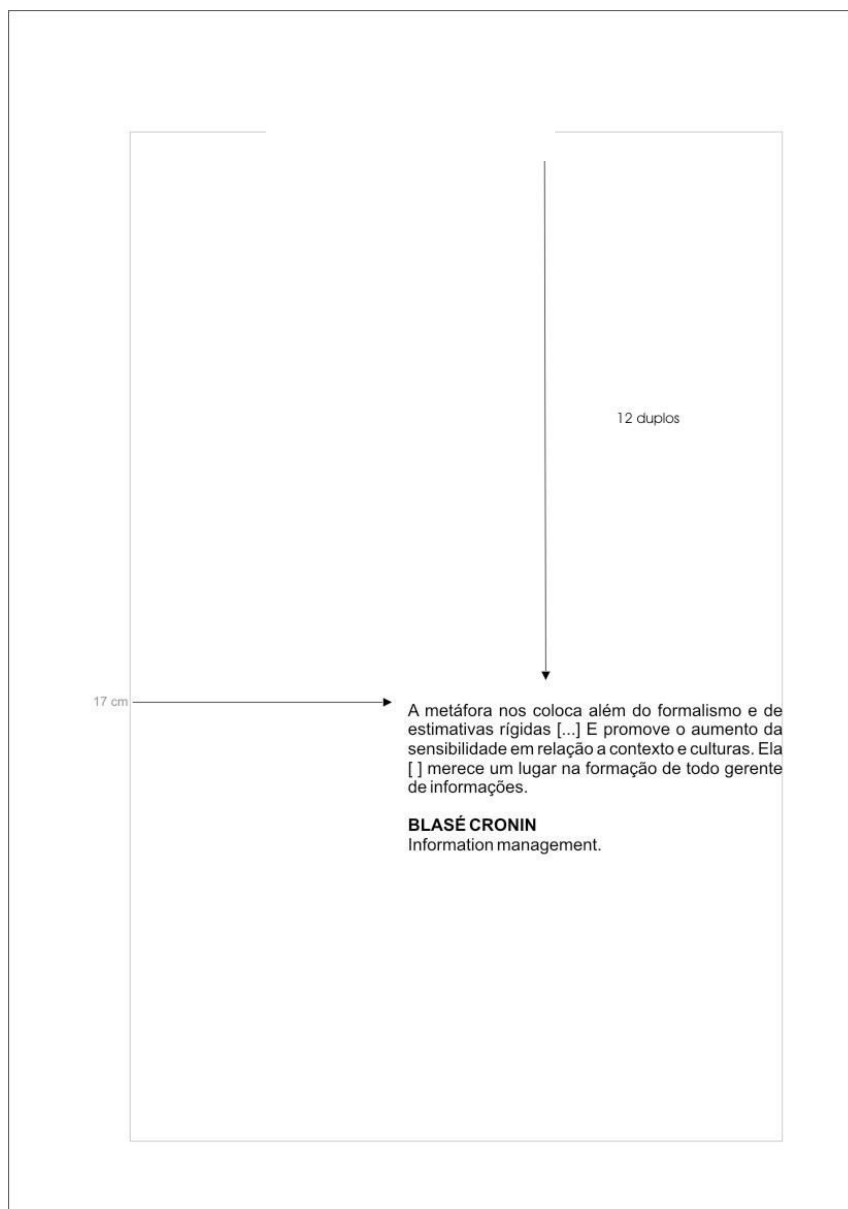 12 duplos
17 cm
A metáfora nos coloca além do formalismo e de
estimativas rígidas [...] E promove o aumento da
sensibilidade em relação a contexto e culturas. Ela
[ ] merece um lugar na formação de todo gerente
de informações.
BLASÉ CRONIN
Information management.